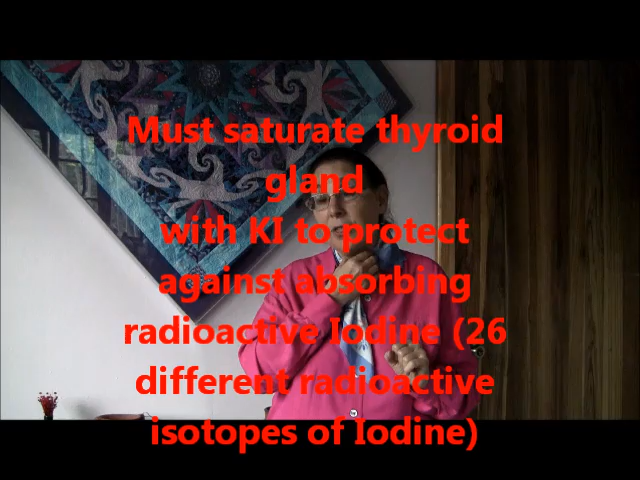 Must saturate thyroid
gland
with KI to protect
against absorbing
radioactive Iodine (26
different radioactive
isotopes of Iodine)